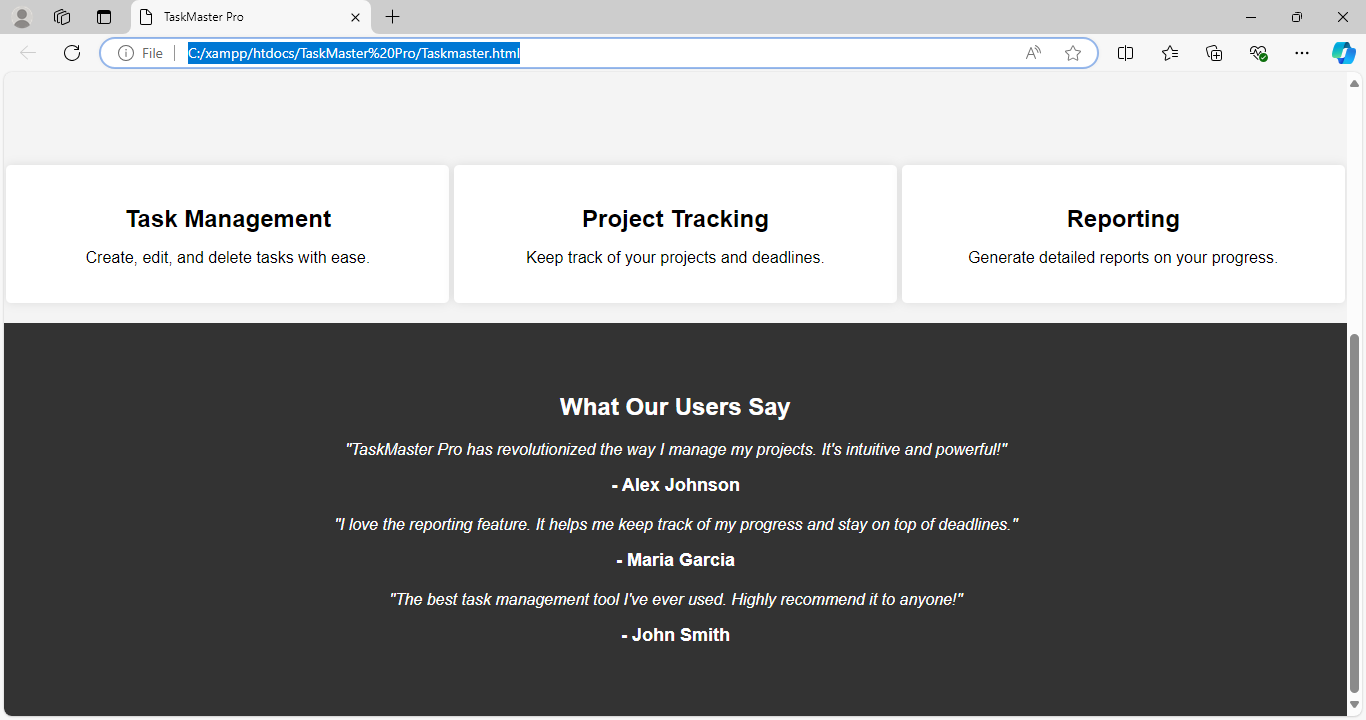 TaskMaster Pro
File
C:/xampp/htdocs/TaskMaster%20Pro/Taskmaster.html
Task Management
Create, edit, and delete tasks with ease.
Project Tracking
Keep track of your projects and deadlines.
Reporting
Generate detailed reports on your progress.
What Our Users Say
"TaskMaster Pro has revolutionized the way I manage my projects. It's intuitive and powerful!"
- Alex Johnson
"I love the reporting feature. It helps me keep track of my progress and stay on top of deadlines."
- Maria Garcia
"The best task management tool I've ever used. Highly recommend it to anyone!"
- John Smith